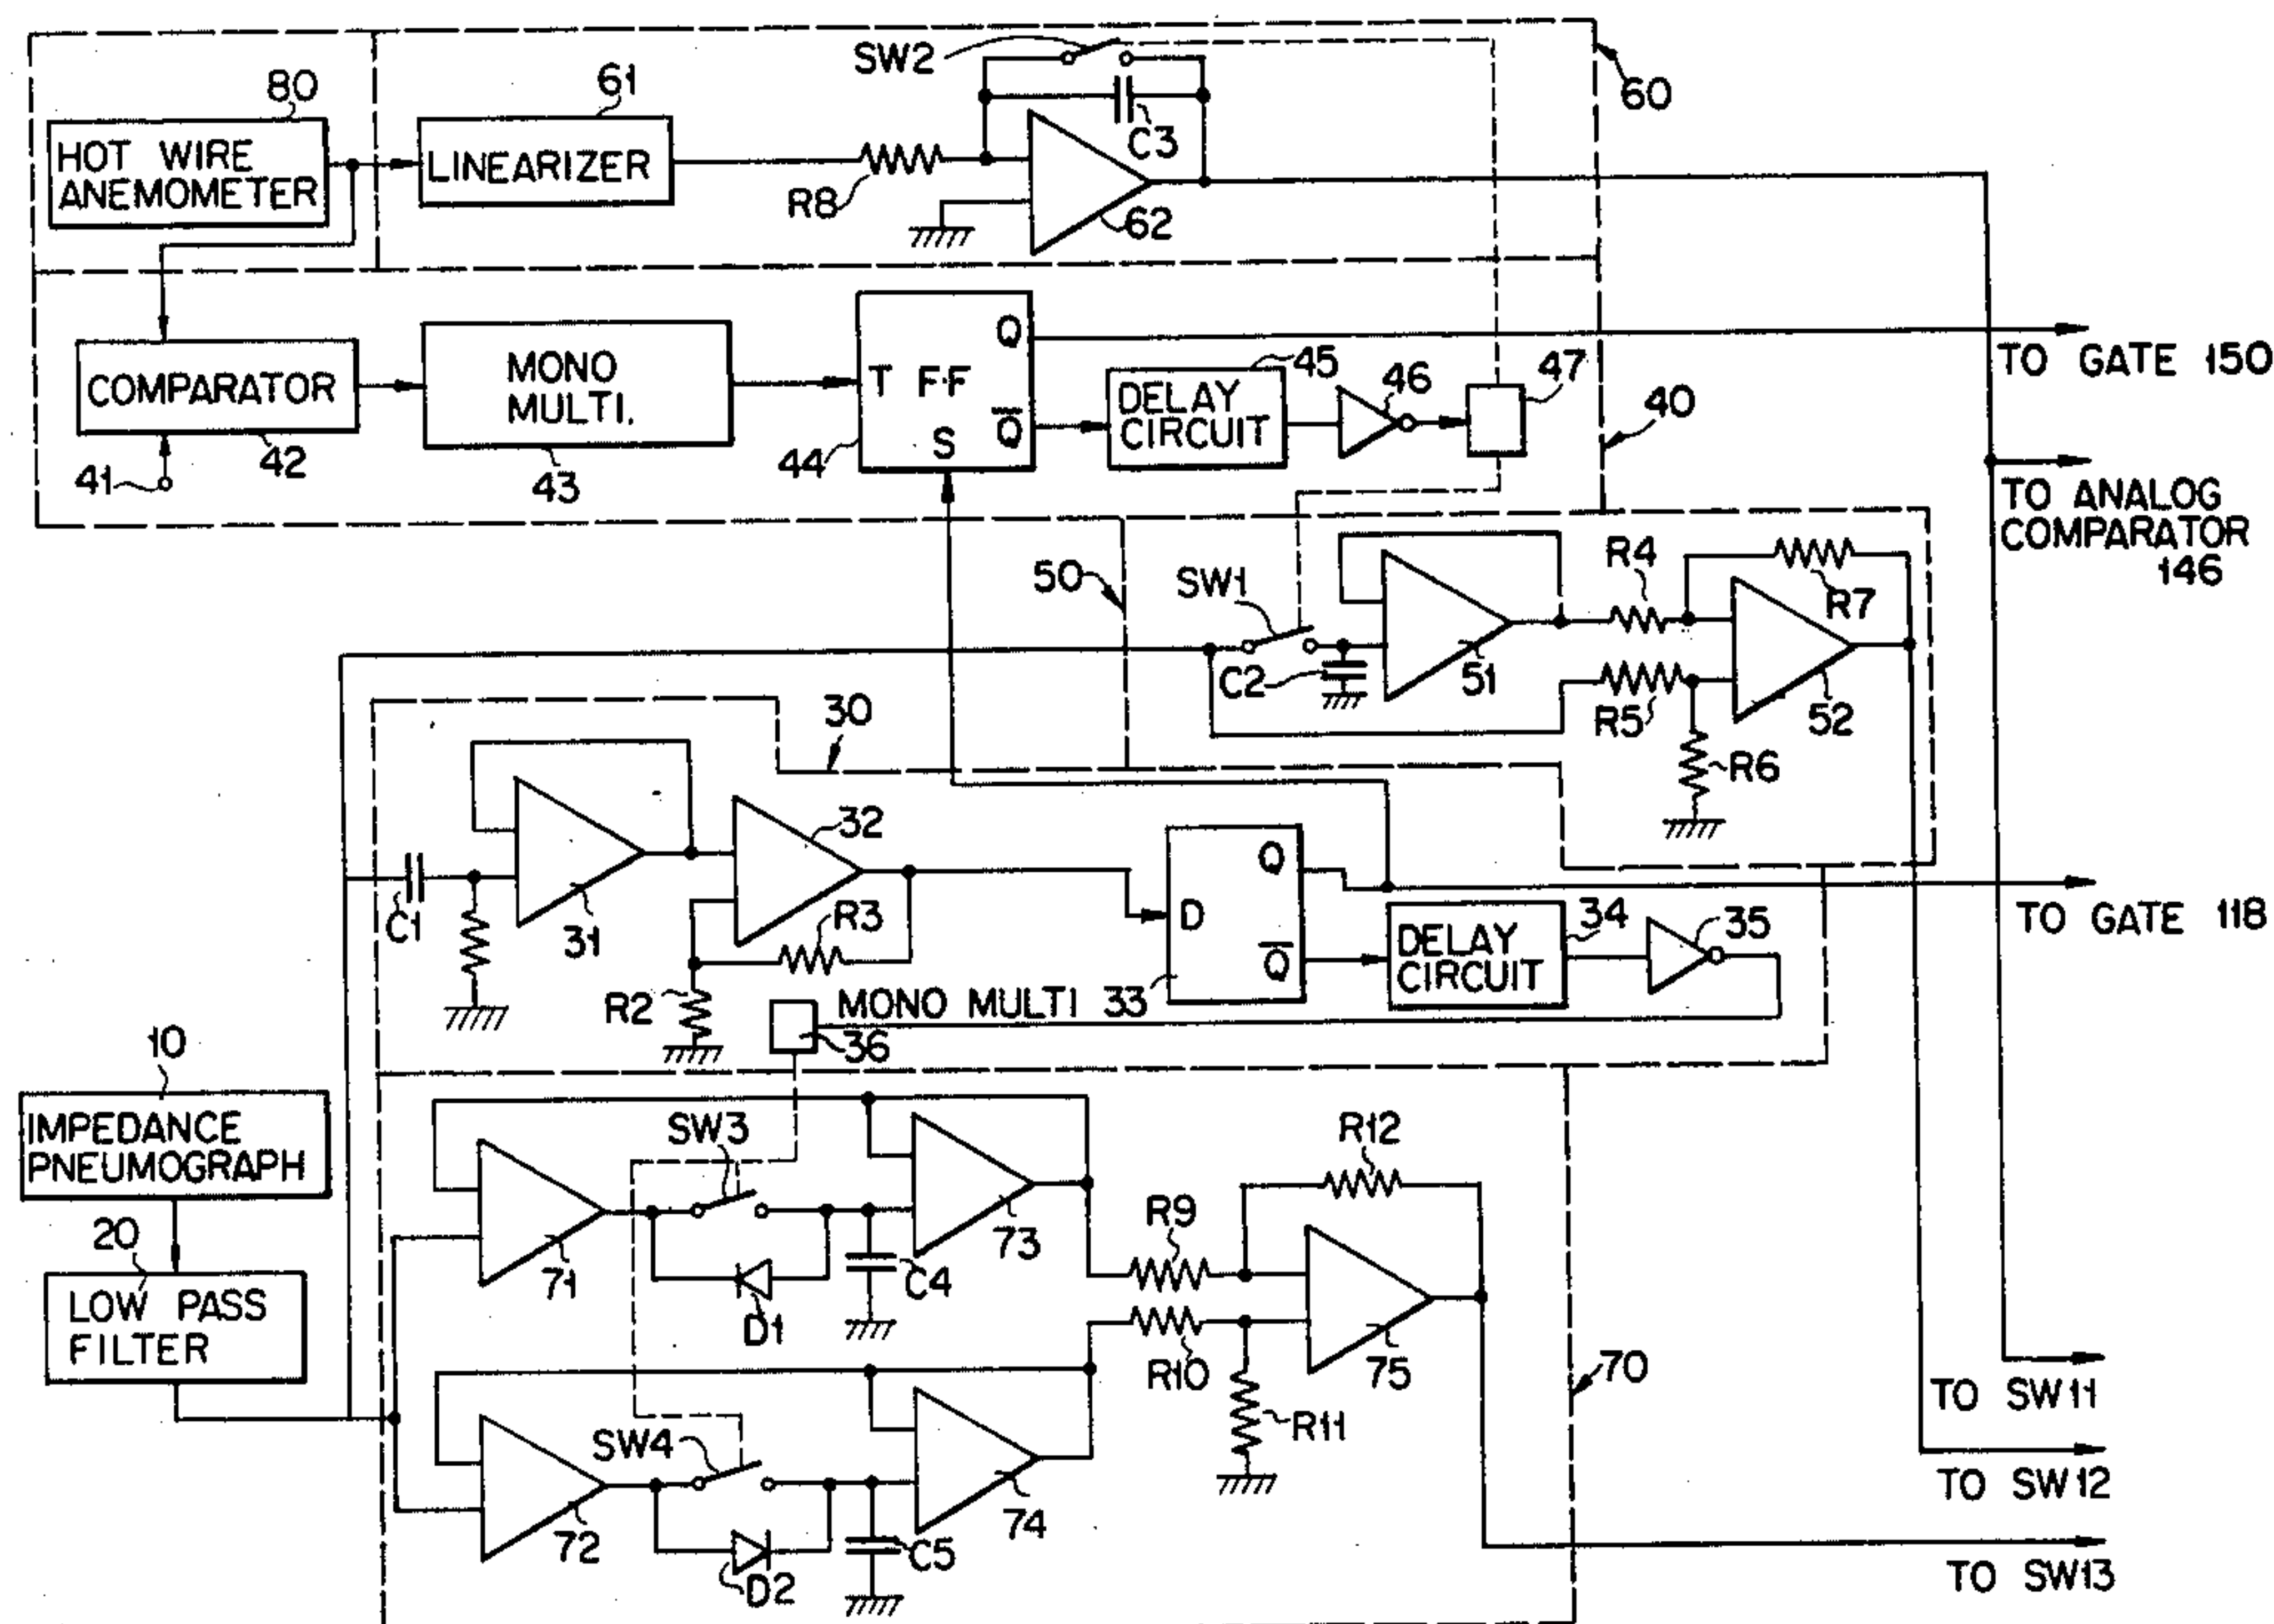 SW2
60
80
61
HOT WIRE
ANEMOMETER
LINEARIZER
R8
C3
62
COMPARATOR
41
42
MONO
MULTI.
43
T F·F
Q
Q̅
S
44
45
DELAY
CIRCUIT
46
47
40
TO GATE 150
TO ANALOG
COMPARATOR
146
50
SW1
C2
51
R4
R5
R7
R6
52
30
C1
31
32
R3
R2
D
Q
Q̅
MONO MULTI 33
36
DELAY
CIRCUIT
34
35
TO GATE 118
10
IMPEDANCE
PNEUMOGRAPH
20
LOW PASS
FILTER
71
SW3
D1
C4
73
R9
R10
R12
R11
75
70
72
SW4
D2
C5
74
TO SW11
TO SW12
TO SW13